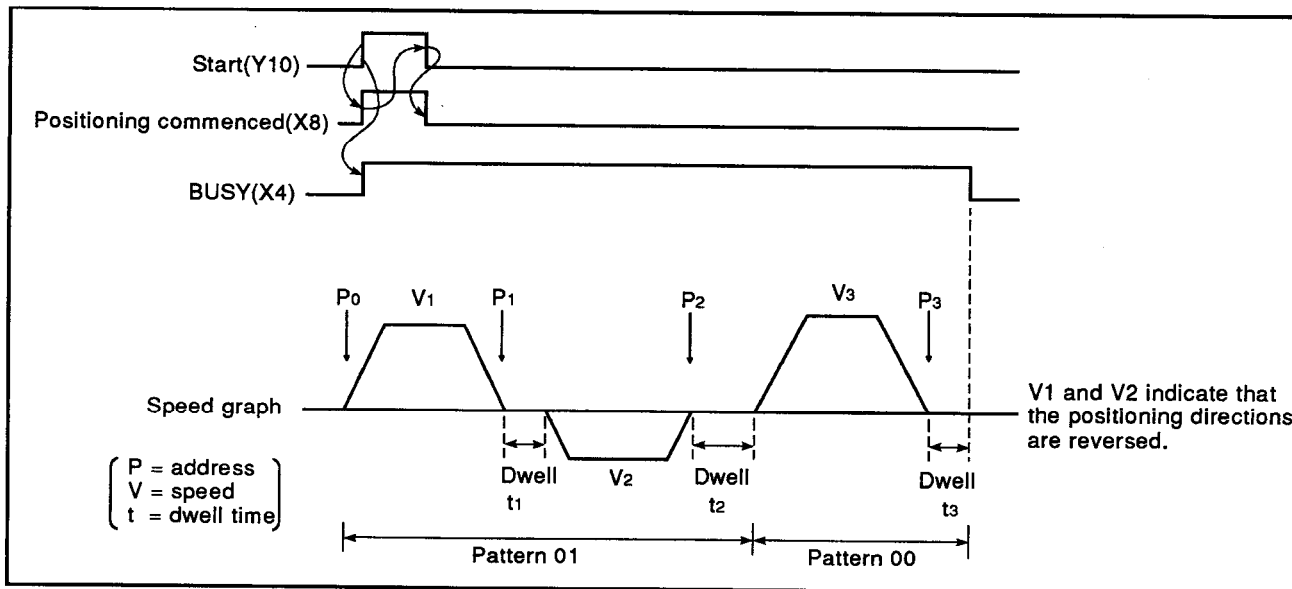 Start(Y10)
Positioning commenced(X8)
BUSY(X4)
P0
V1
P1
P2
V3
P3
Speed graph
V1 and V2 indicate that
the positioning directions
are reversed.
P = address
V = speed
t = dwell time
Dwell
t1
V2
Dwell
t2
Dwell
t3
Pattern 01
Pattern 00